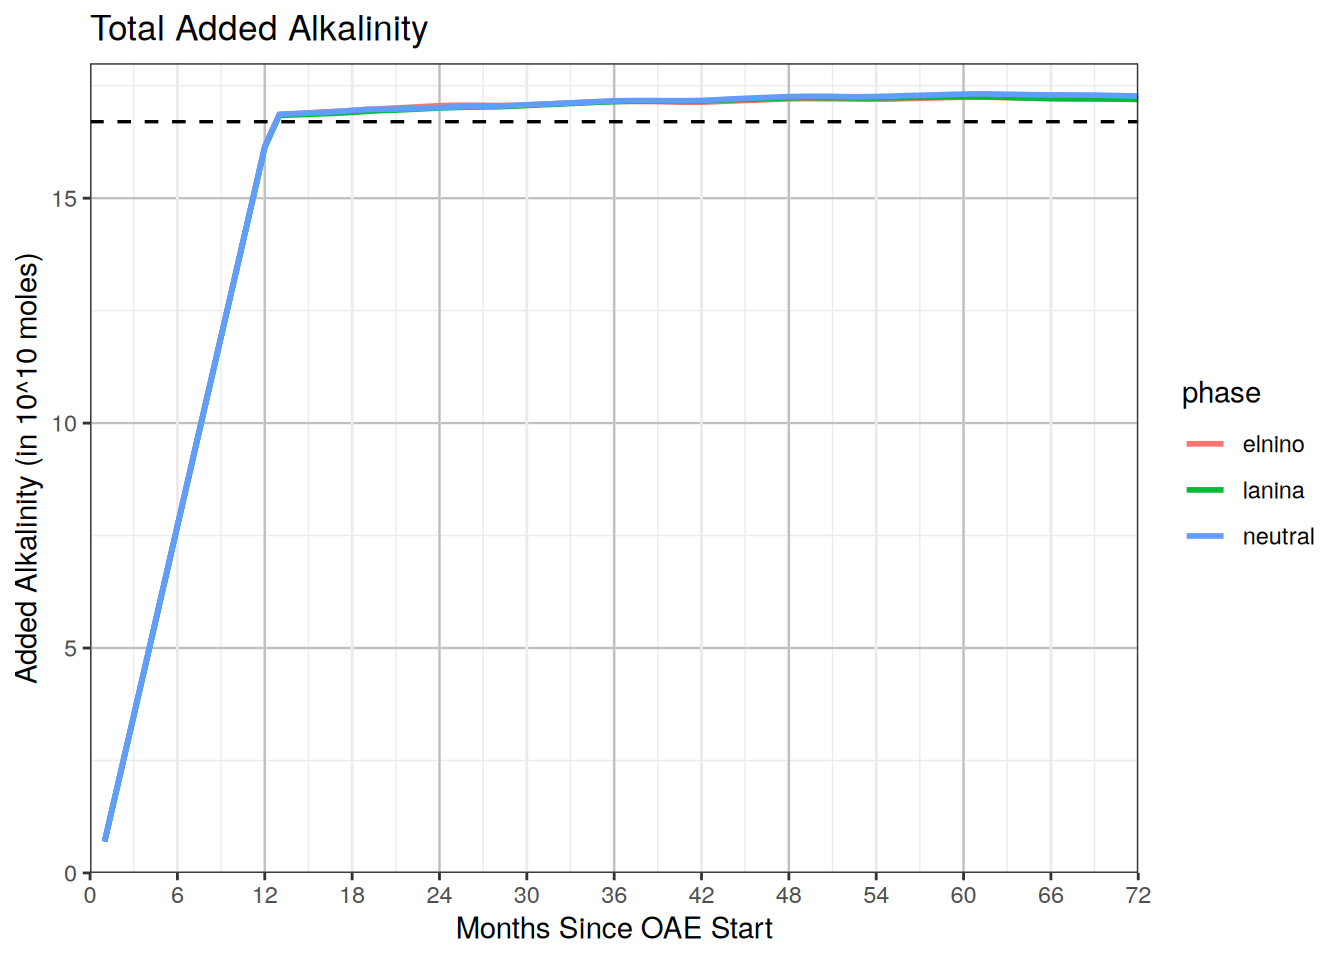 Total Added Alkalinity
Added Alkalinity (in 10^10 moles)
15
10
5
0
0 6 12 18 24 30 36 42 48 54 60 66 72
Months Since OAE Start
phase
elnino
lanina
neutral